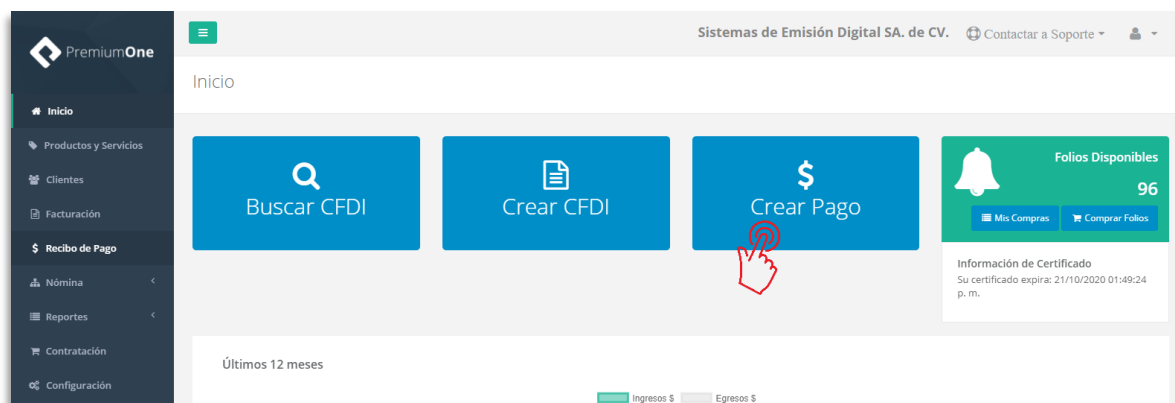 PremiumOne
Sistemas de Emisión Digital SA. de CV.
Contactar a Soporte
Inicio
Inicio
Productos y Servicios
Clientes
Facturación
$ Recibo de Pago
Nómina
Reportes
Contratación
Configuración
Buscar CFDI
Crear CFDI
$
Crear Pago
Folios Disponibles
96
Mis Compras
Comprar Folios
Información de Certificado
Su certificado expira: 21/10/2020 01:49:24
p. m.
Últimos 12 meses
Ingresos $
Egresos $